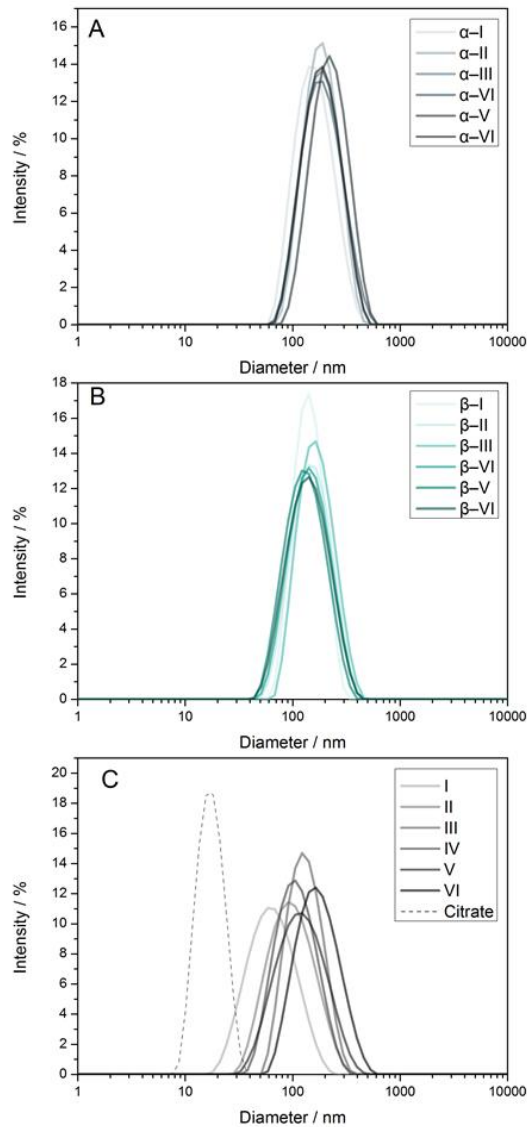 A
16
14
12
10
8
6
4
2
0
Intensity / %
α–I
α–II
α–III
α–VI
α–V
α–VI
1 10 100 1000 10000
Diameter / nm
B
18
16
14
12
10
8
6
4
2
0
Intensity / %
β–I
β–II
β–III
β–VI
β–V
β–VI
1 10 100 1000 10000
Diameter / nm
C
20
18
16
14
12
10
8
6
4
2
0
Intensity / %
I
II
III
IV
V
VI
Citrate
1 10 100 1000 10000
Diameter / nm